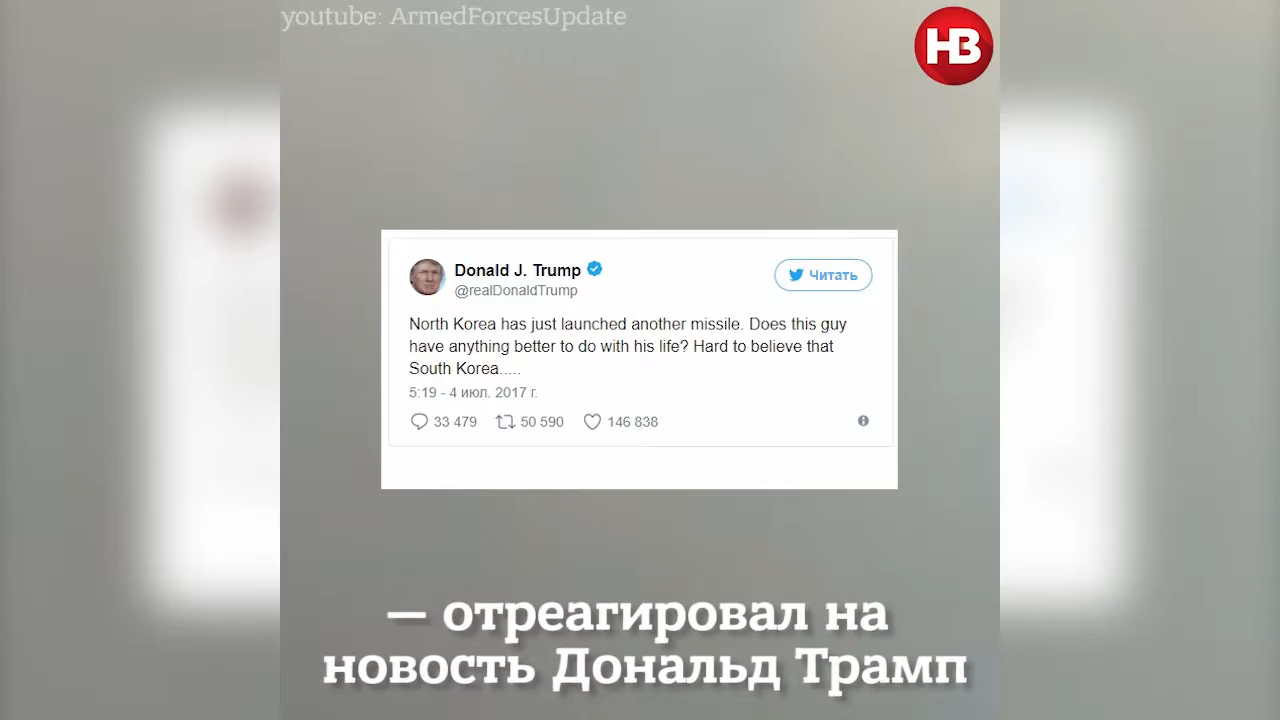 youtube: ArmedForcesUpdate
НВ
Donald J. Trump
@realDonaldTrump
Читать
North Korea has just launched another missile. Does this guy
have anything better to do with his life? Hard to believe that
South Korea.....
5:19 - 4 июл. 2017 г.
33 479 50 590 146 838
— отреагировал на
новость Дональд Трамп